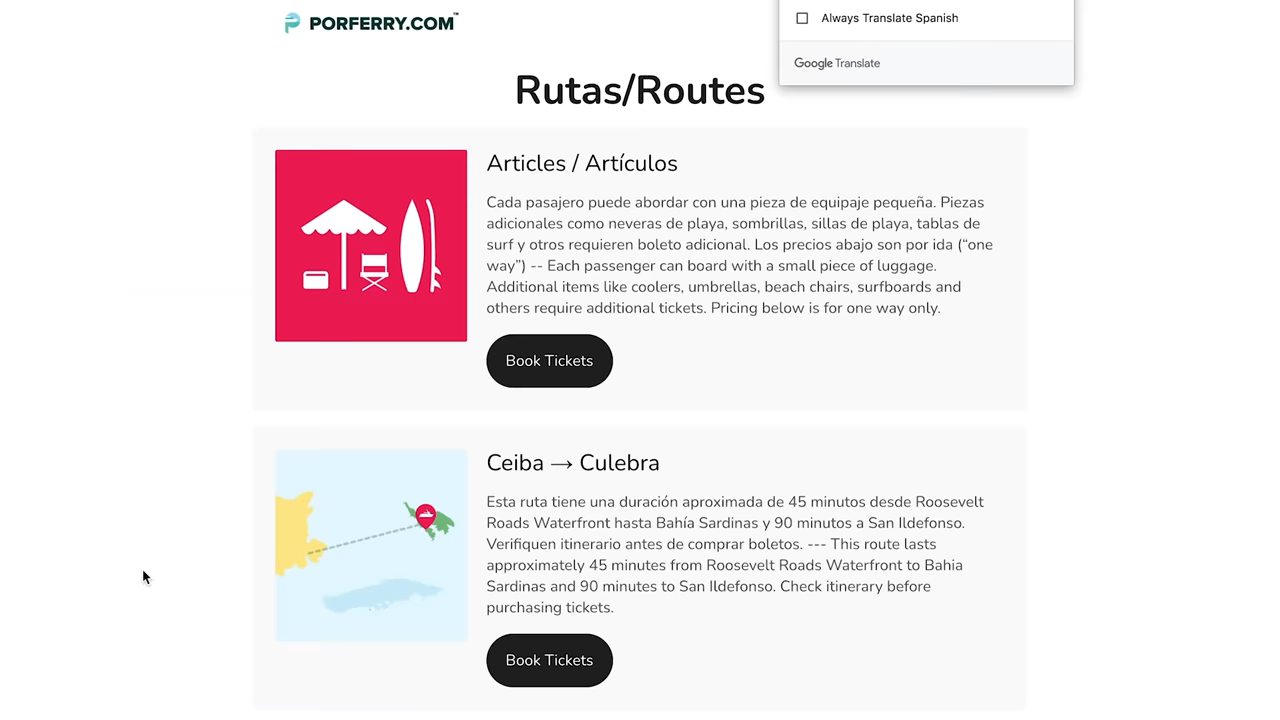 PORFERRY.COM™
Always Translate Spanish
Google Translate
Rutas/Routes
Articles / Artículos
Cada pasajero puede abordar con una pieza de equipaje pequeña. Piezas
adicionales como neveras de playa, sombrillas, sillas de playa, tablas de
surf y otros requieren boleto adicional. Los precios abajo son por ida (“one
way”) -- Each passenger can board with a small piece of luggage.
Additional items like coolers, umbrellas, beach chairs, surfboards and
others require additional tickets. Pricing below is for one way only.
Book Tickets
Ceiba → Culebra
Esta ruta tiene una duración aproximada de 45 minutos desde Roosevelt
Roads Waterfront hasta Bahía Sardinas y 90 minutos a San Ildefonso.
Verifiquen itinerario antes de comprar boletos. --- This route lasts
approximately 45 minutes from Roosevelt Roads Waterfront to Bahia
Sardinas and 90 minutes to San Ildefonso. Check itinerary before
purchasing tickets.
Book Tickets